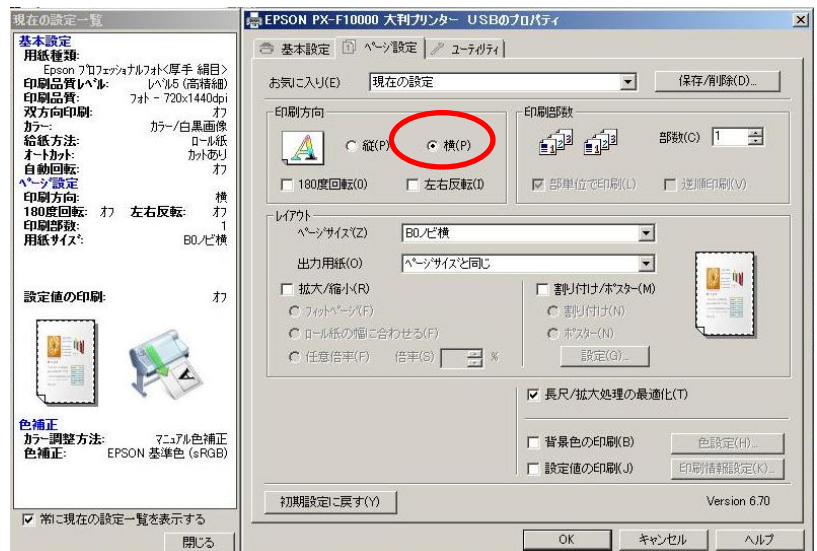 現在の設定一覧
基本設定
用紙種類:
Epson プロフェッショナルフォト<厚手 絹目>
印刷品質レベル: レベル5 (高精細)
印刷品質: フォト - 720x1440dpi
双方向印刷: オフ
カラー: カラー/白黒画像
給紙方法: ロール紙
オートカット: カットあり
自動回転: オフ
ページ設定
印刷方向: 横
180度回転: オフ 左右反転: オフ
印刷部数: 1
用紙サイズ: B0ノビ横
設定値の印刷: オフ
色補正
カラー調整方法: マニュアル色補正
色補正: EPSON 基準色 (sRGB)
常に現在の設定一覧を表示する
閉じる
EPSON PX-F10000 大判プリンター USBのプロパティ
基本設定 ページ設定 ユーティリティ
お気に入り(E) 現在の設定 保存/削除(D)...
印刷方向
縦(P) 横(P)
180度回転(0) 左右反転(I)
印刷部数
部数(C) 1
部単位で印刷(L) 逆順印刷(V)
レイアウト
ページサイズ(Z) B0ノビ横
出力用紙(O) ページサイズと同じ
拡大/縮小(R)
フィットページ(F)
ロール紙の幅に合わせる(F)
任意倍率(F) 倍率(S) %
割り付け/ポスター(M)
割り付け(N)
ポスター(N)
設定(G)...
長尺/拡大処理の最適化(T)
背景色の印刷(B) 色設定(H)...
設定値の印刷(J) 印刷情報設定(K)...
初期設定に戻す(Y) Version 6.70
OK キャンセル ヘルプ